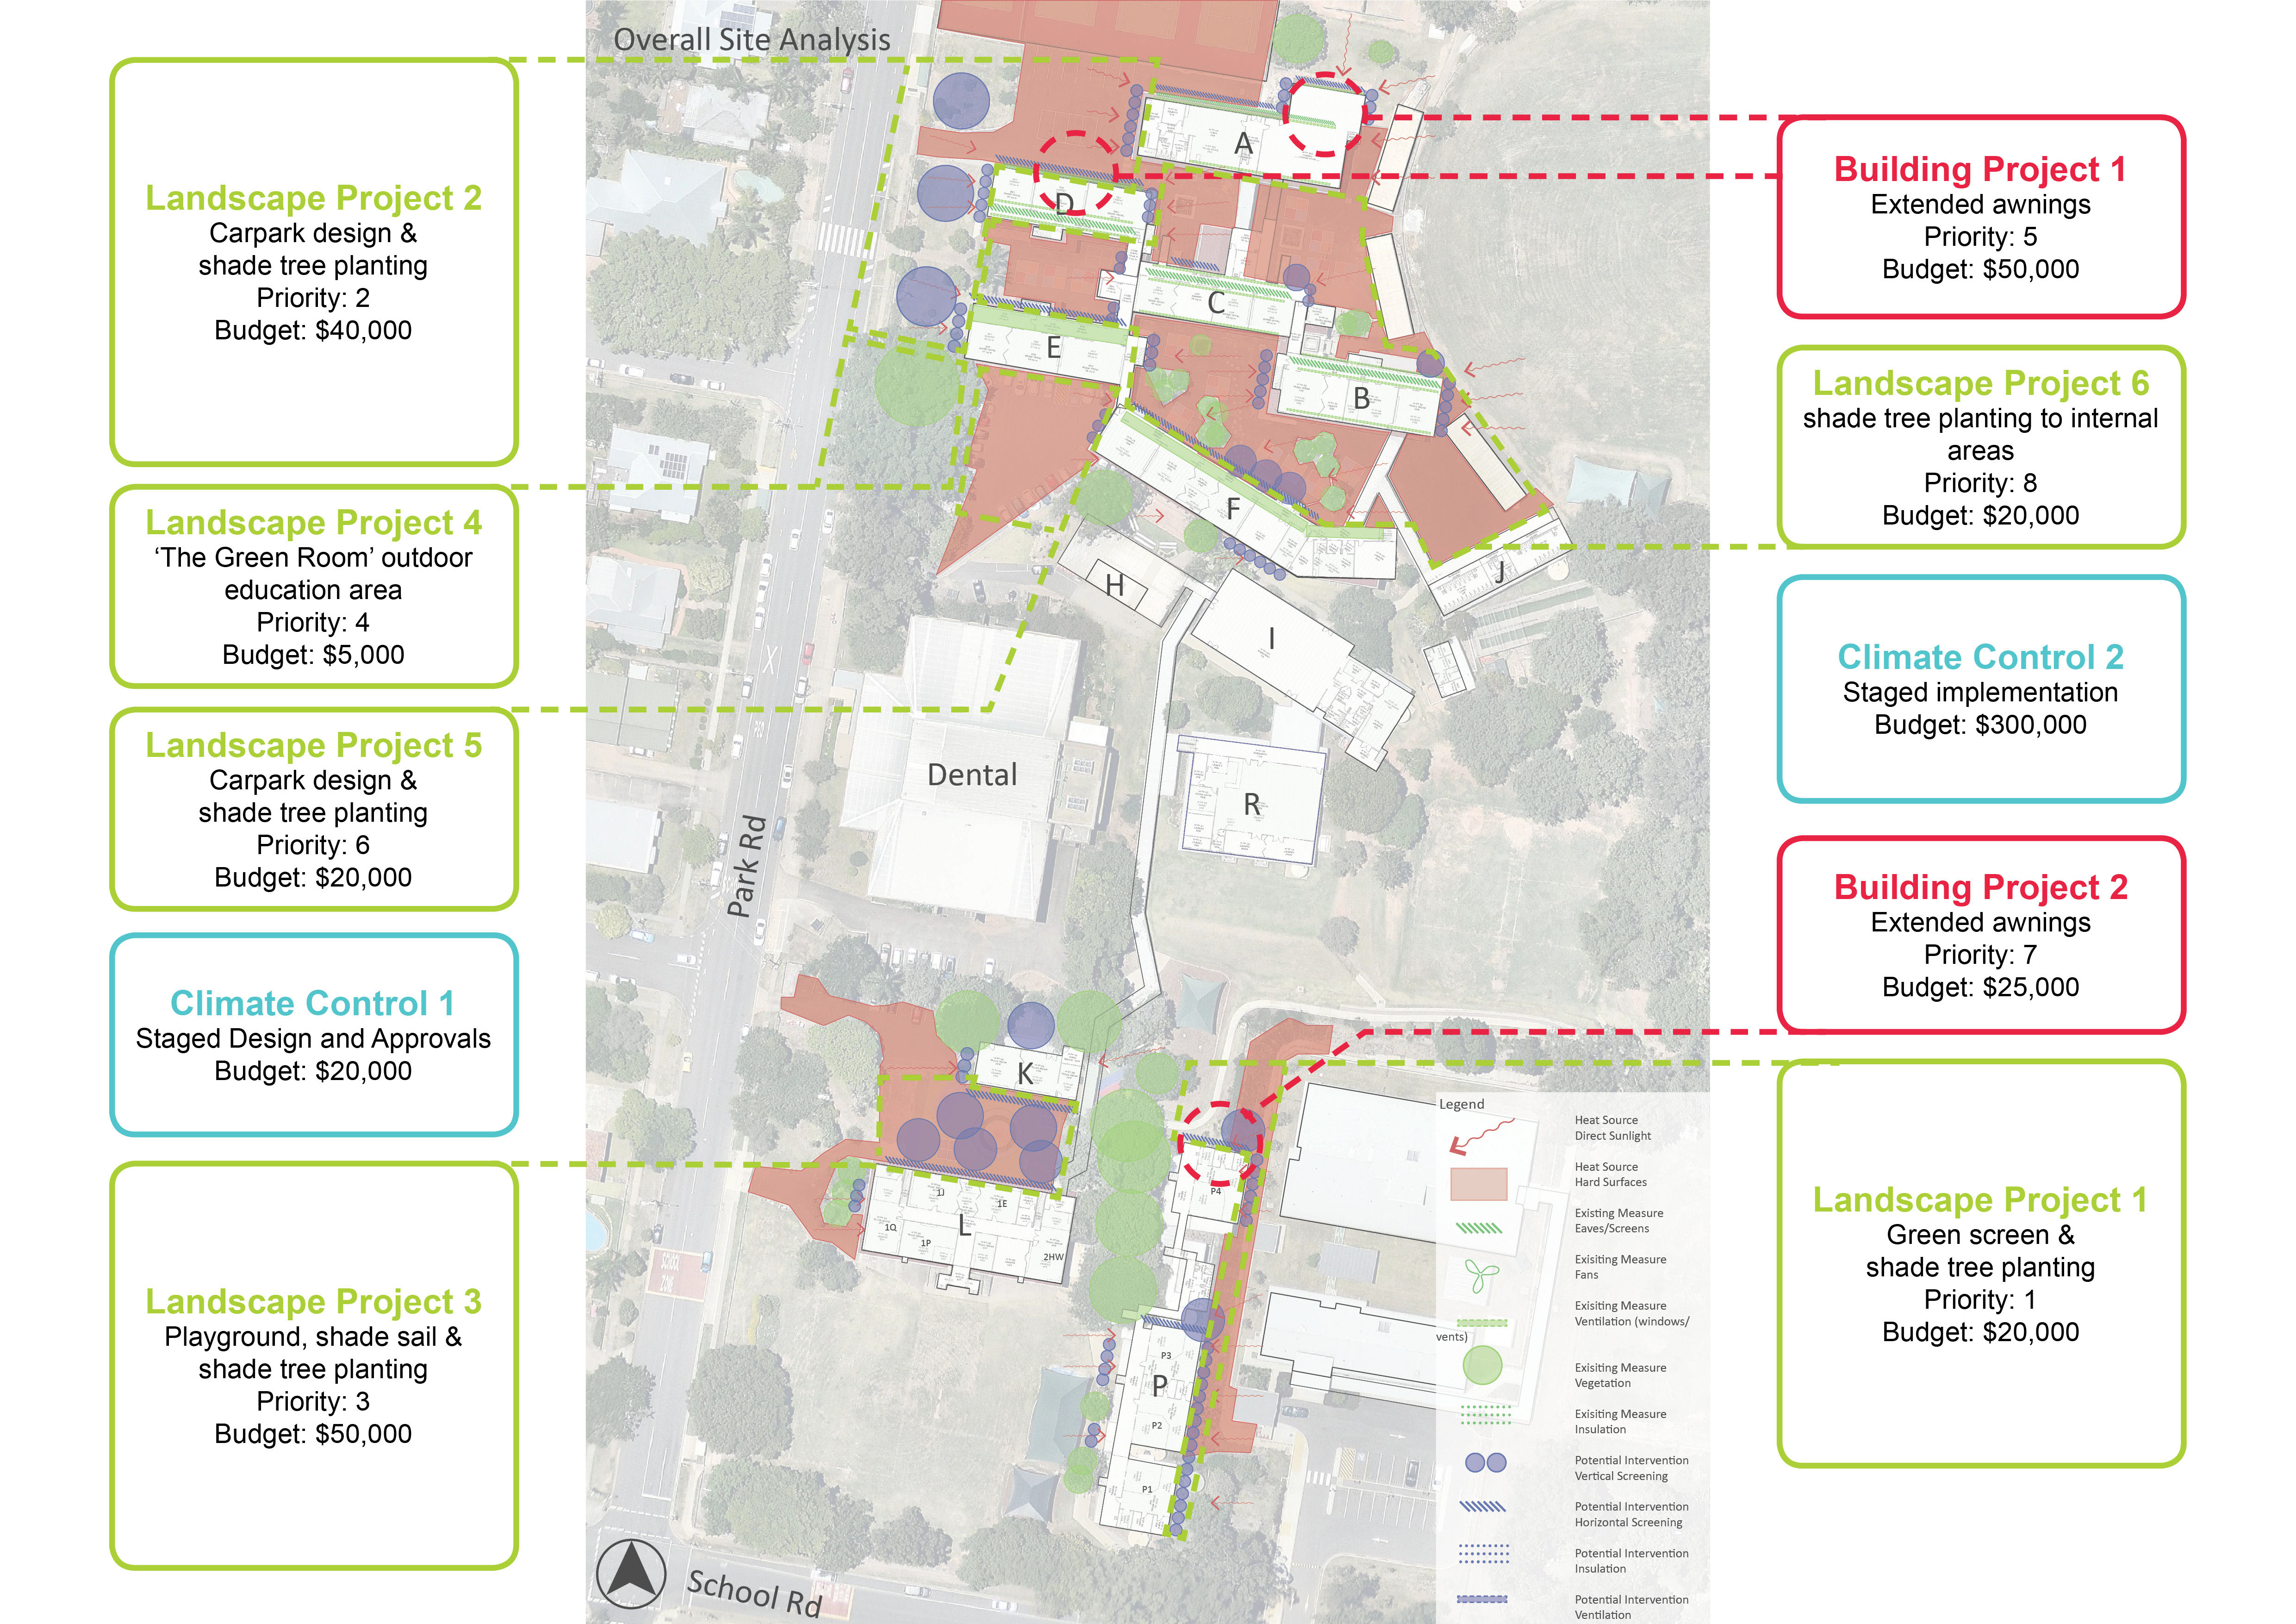 Overall Site Analysis
Landscape Project 2
Carpark design &
shade tree planting
Priority: 2
Budget: $40,000
Landscape Project 4
‘The Green Room’ outdoor
education area
Priority: 4
Budget: $5,000
Landscape Project 5
Carpark design &
shade tree planting
Priority: 6
Budget: $20,000
Climate Control 1
Staged Design and Approvals
Budget: $20,000
Landscape Project 3
Playground, shade sail &
shade tree planting
Priority: 3
Budget: $50,000
A
D
C
E
B
F
H
J
I
Dental
R
Park Rd
K
L
1J
1E
1Q
1P
2HW
P4
P3
P
P2
P1
SCHOOL
ZONE
School Rd
Building Project 1
Extended awnings
Priority: 5
Budget: $50,000
Landscape Project 6
shade tree planting to internal
areas
Priority: 8
Budget: $20,000
Climate Control 2
Staged implementation
Budget: $300,000
Building Project 2
Extended awnings
Priority: 7
Budget: $25,000
Landscape Project 1
Green screen &
shade tree planting
Priority: 1
Budget: $20,000
Legend
Heat Source
Direct Sunlight
Heat Source
Hard Surfaces
Existing Measure
Eaves/Screens
Exisiting Measure
Fans
Exisiting Measure
Ventilation (windows/
vents)
Exisiting Measure
Vegetation
Exisiting Measure
Insulation
Potential Intervention
Vertical Screening
Potential Intervention
Horizontal Screening
Potential Intervention
Insulation
Potential Intervention
Ventilation